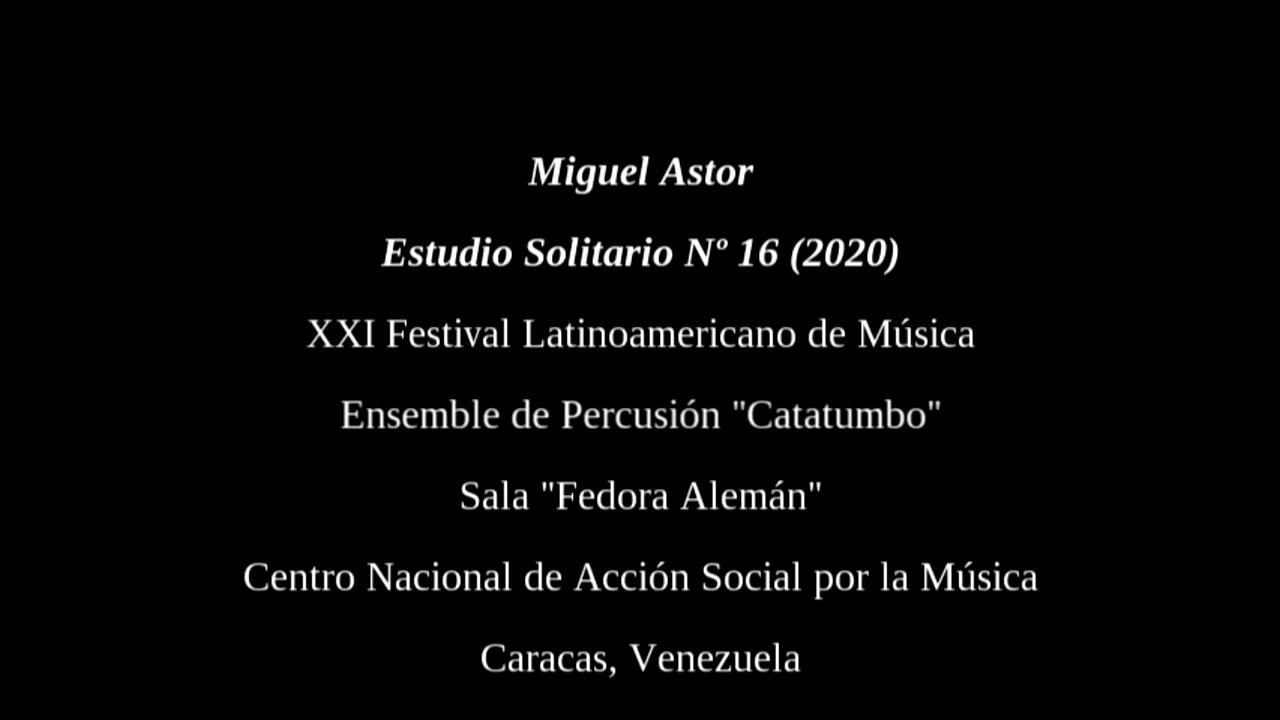 Miguel Astor
Estudio Solitario Nº 16 (2020)
XXI Festival Latinoamericano de Música
Ensemble de Percusión "Catatumbo"
Sala "Fedora Alemán"
Centro Nacional de Acción Social por la Música
Caracas, Venezuela